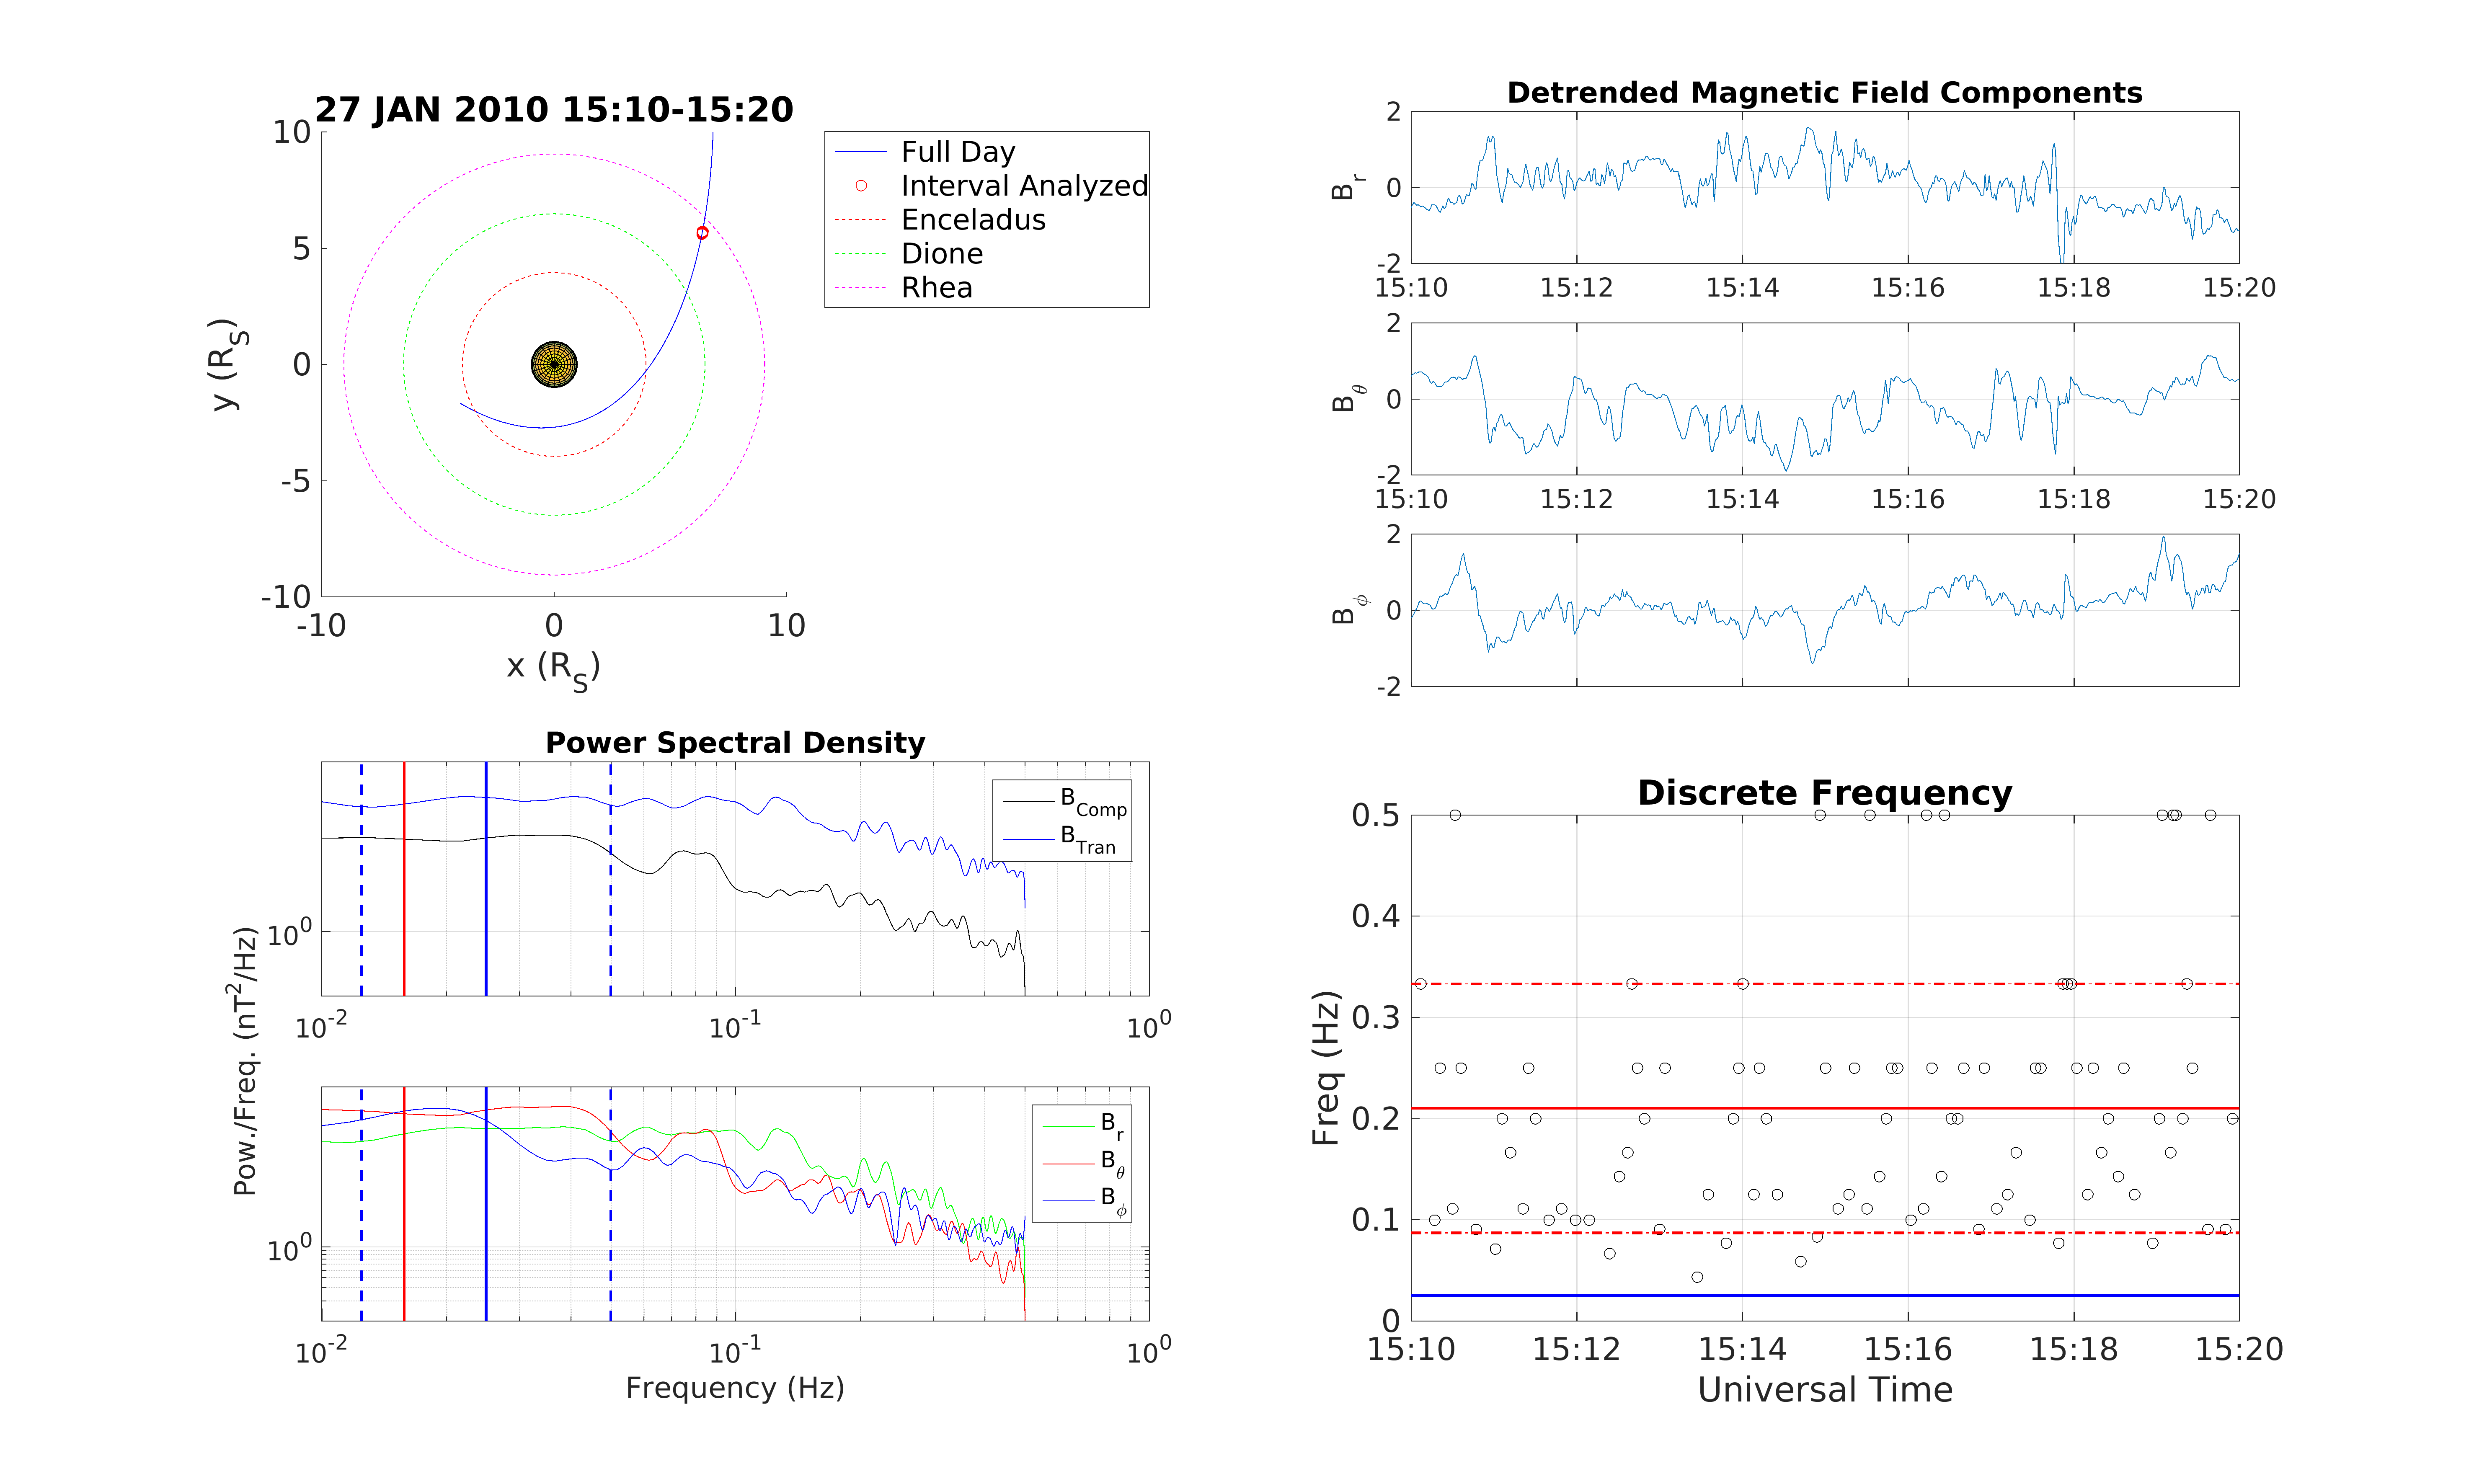 27 JAN 2010 15:10-15:20
10
5
0
-5
-10
-10 0 10
y (R_S)
x (R_S)
Full Day
Interval Analyzed
Enceladus
Dione
Rhea
Detrended Magnetic Field Components
2
0
-2
B_r
15:10 15:12 15:14 15:16 15:18 15:20
2
0
-2
B_θ
15:10 15:12 15:14 15:16 15:18 15:20
2
0
-2
B_ϕ
Power Spectral Density
B_Comp
B_Tran
10^0
10^-2 10^-1 10^0
Pow./Freq. (nT^2/Hz)
B_r
B_θ
B_ϕ
10^0
10^-2 10^-1 10^0
Frequency (Hz)
Discrete Frequency
0.5
0.4
0.3
0.2
0.1
0
Freq (Hz)
15:10 15:12 15:14 15:16 15:18 15:20
Universal Time